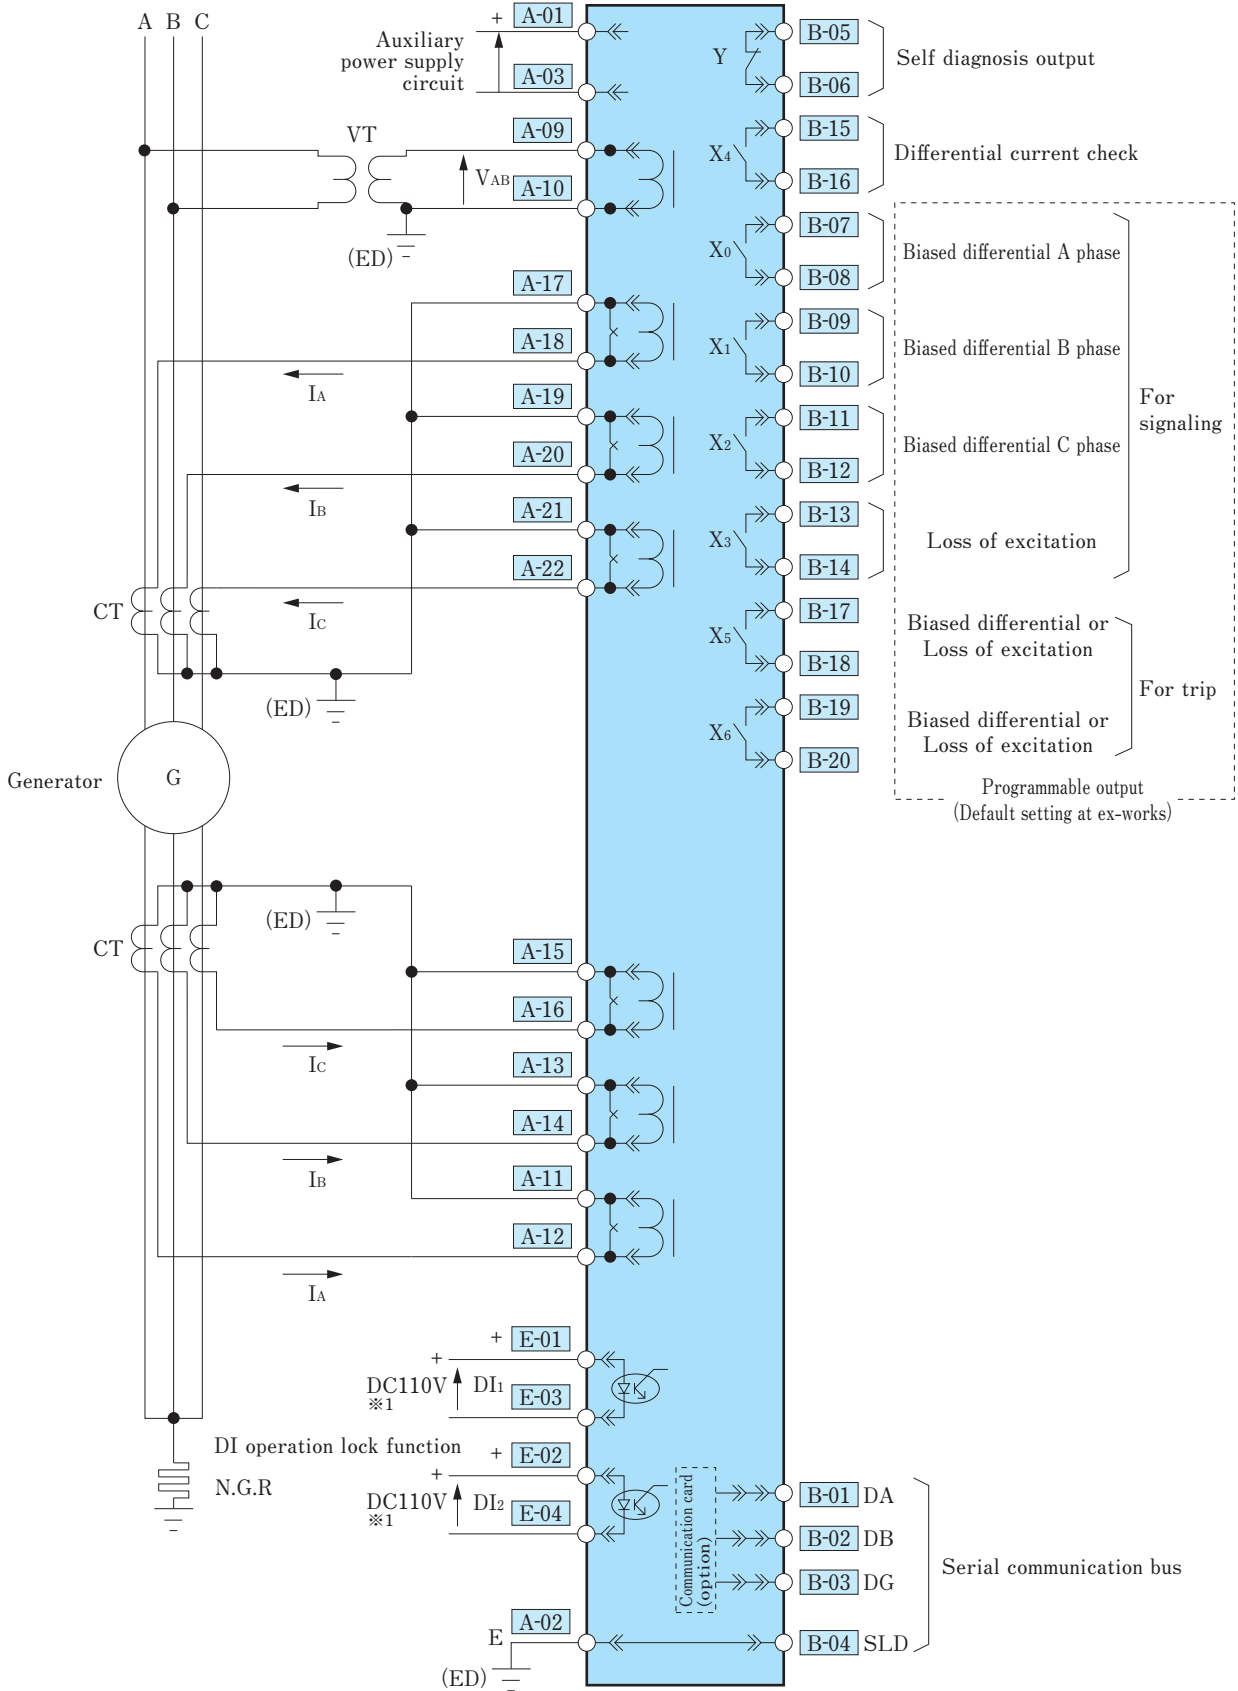 A B C
+ A-01
Auxiliary
power supply
circuit
A-03
VT
A-09
VAB
A-10
(ED)
A-17
A-18
IA
A-19
A-20
IB
A-21
A-22
IC
CT
(ED)
Generator
G
(ED)
CT
A-15
A-16
IC
A-13
A-14
IB
A-11
A-12
IA
+ E-01
+
DC110V
※1
DI1
E-03
DI operation lock function
N.G.R
+ E-02
+
DC110V
※1
DI2
E-04
E
A-02
(ED)
Y
B-05
B-06
Self diagnosis output
X4
B-15
B-16
Differential current check
X0
B-07
B-08
Biased differential A phase
X1
B-09
B-10
Biased differential B phase
X2
B-11
B-12
Biased differential C phase
X3
B-13
B-14
Loss of excitation
For
signaling
X5
B-17
B-18
Biased differential or
Loss of excitation
X6
B-19
B-20
Biased differential or
Loss of excitation
For trip
Programmable output
(Default setting at ex-works)
Communication card
(option)
B-01 DA
B-02 DB
B-03 DG
B-04 SLD
Serial communication bus